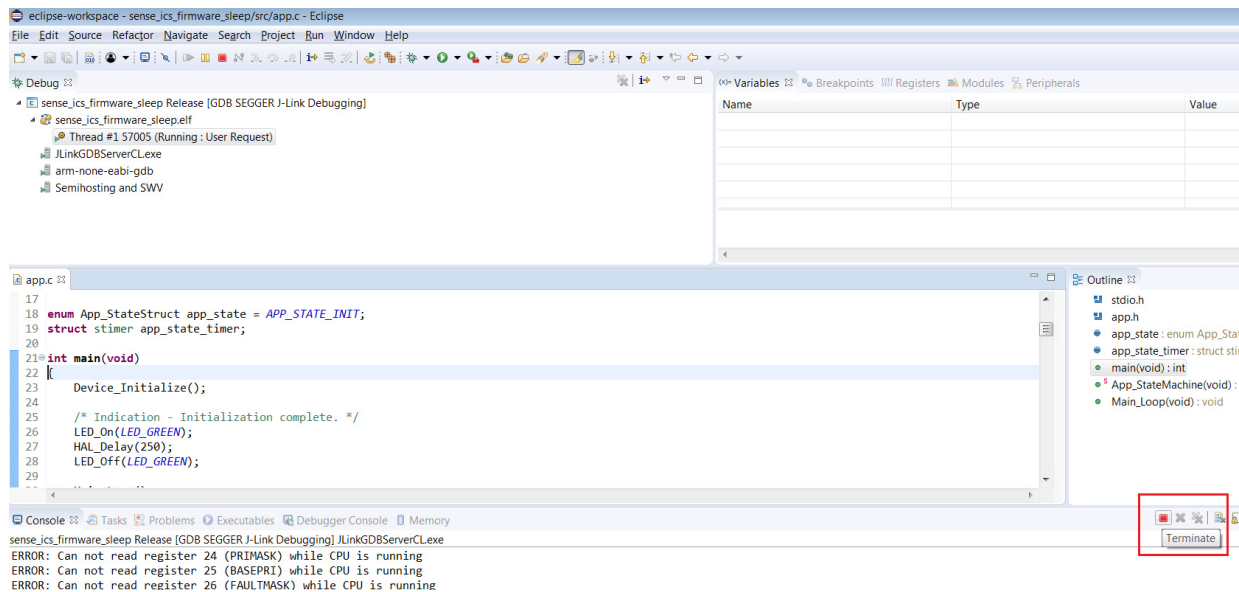 eclipse-workspace - sense_ics_firmware_sleep/src/app.c - Eclipse
File Edit Source Refactor Navigate Search Project Run Window Help
Debug
sense_ics_firmware_sleep Release [GDB SEGGER J-Link Debugging]
sense_ics_firmware_sleep.elf
Thread #1 57005 (Running : User Request)
JLinkGDBServerCL.exe
arm-none-eabi-gdb
Semihosting and SWV
(x)= Variables Breakpoints Registers Modules Peripherals
Name Type Value
app.c
17
18 enum App_StateStruct app_state = APP_STATE_INIT;
19 struct stimer app_state_timer;
20
21 int main(void)
22 {
23 Device_Initialize();
24
25 /* Indication - Initialization complete. */
26 LED_On(LED_GREEN);
27 HAL_Delay(250);
28 LED_Off(LED_GREEN);
29
Outline
stdio.h
app.h
app_state : enum App_Stat
app_state_timer : struct sti
main(void) : int
App_StateMachine(void) :
Main_Loop(void) : void
Console Tasks Problems Executables Debugger Console Memory
Terminate
sense_ics_firmware_sleep Release [GDB SEGGER J-Link Debugging] JLinkGDBServerCL.exe
ERROR: Can not read register 24 (PRIMASK) while CPU is running
ERROR: Can not read register 25 (BASEPRI) while CPU is running
ERROR: Can not read register 26 (FAULTMASK) while CPU is running